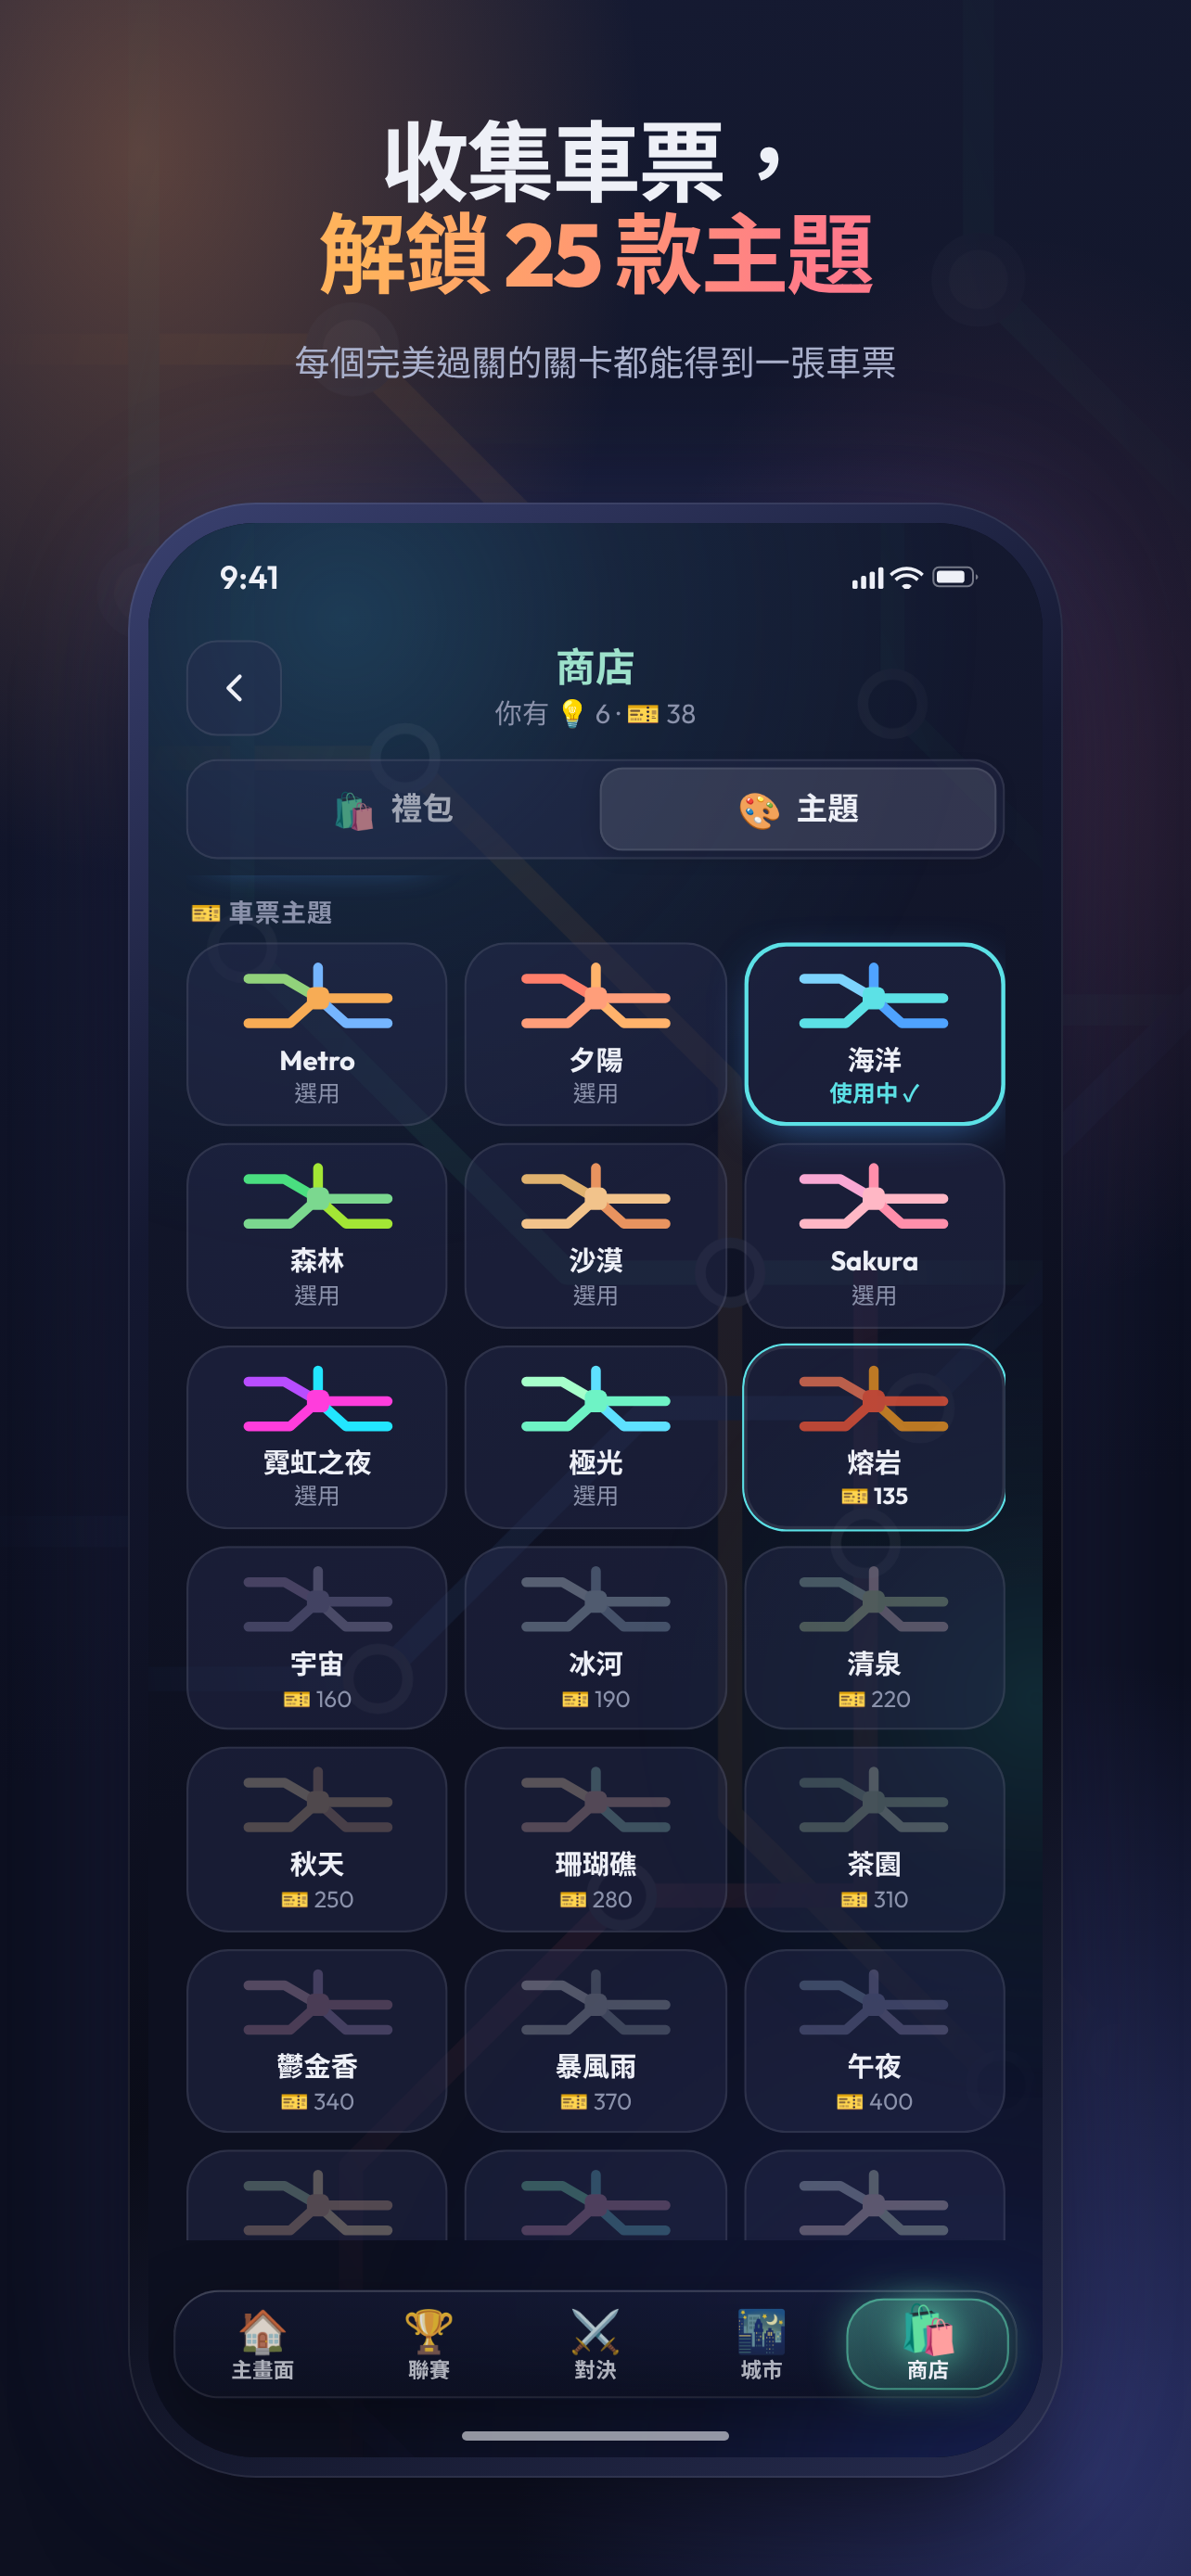 收集車票，
解鎖 25 款主題
每個完美過關的關卡都能得到一張車票
9:41
商店
你有 💡 6 · 🎫 38
🛍️ 禮包
🎨 主題
🎫 車票主題
Metro
選用
夕陽
選用
海洋
使用中 ✓
森林
選用
沙漠
選用
Sakura
選用
霓虹之夜
選用
極光
選用
熔岩
🎫 135
宇宙
🎫 160
冰河
🎫 190
清泉
🎫 220
秋天
🎫 250
珊瑚礁
🎫 280
茶園
🎫 310
鬱金香
🎫 340
暴風雨
🎫 370
午夜
🎫 400
主畫面
聯賽
對決
城市
商店